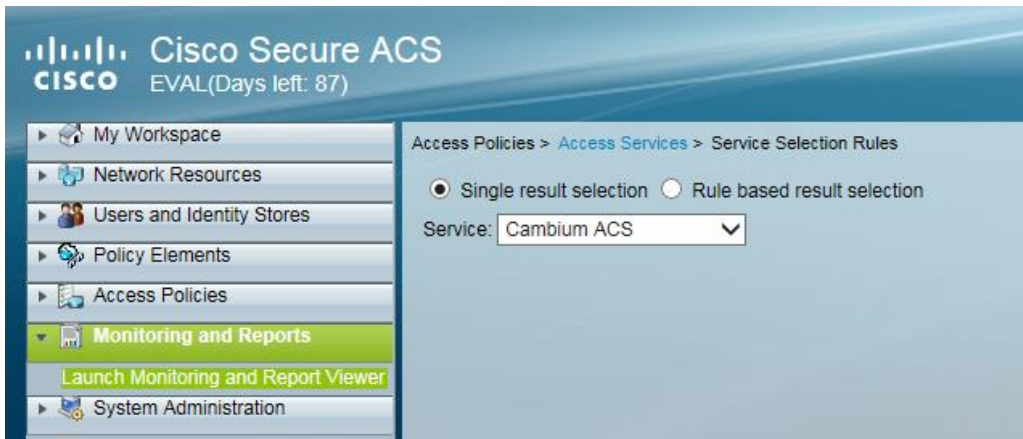 Cisco Secure ACS
CISCO EVAL(Days left: 87)
My Workspace
Network Resources
Users and Identity Stores
Policy Elements
Access Policies
Monitoring and Reports
Launch Monitoring and Report Viewer
System Administration
Access Policies > Access Services > Service Selection Rules
Single result selection Rule based result selection
Service: Cambium ACS